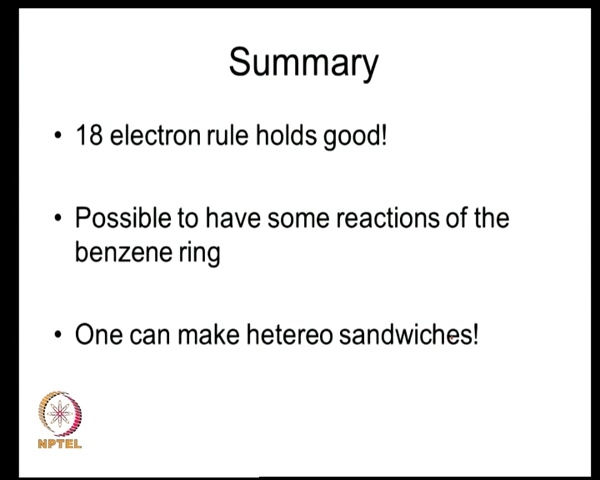 Summary
• 18 electron rule holds good!
• Possible to have some reactions of the
benzene ring
• One can make hetereo sandwiches!
NPTEL